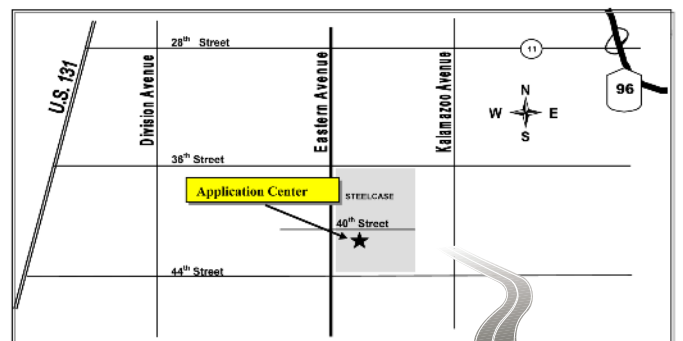 28th Street
11
96
U.S. 131
Division Avenue
Eastern Avenue
Kalamazoo Avenue
N
W E
S
36th Street
Application Center
STEELCASE
40th Street
44th Street